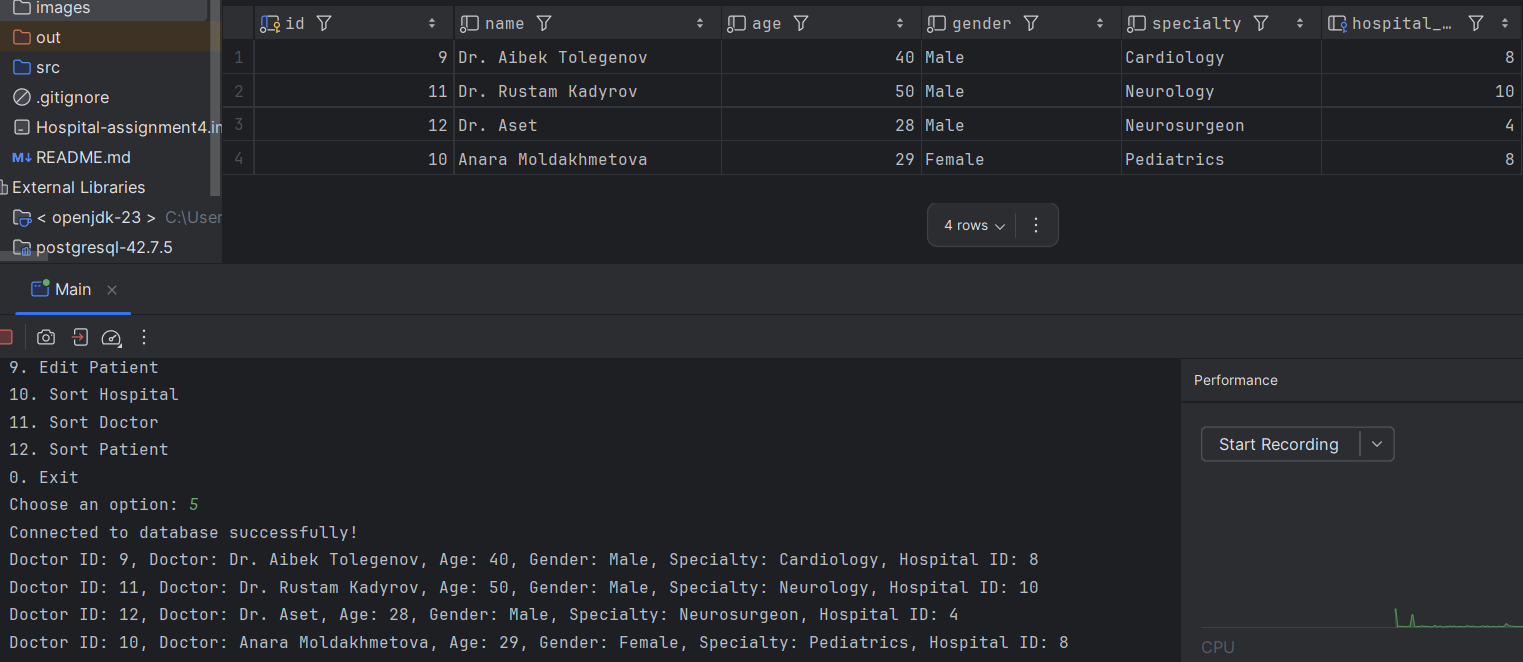 images
out
src
.gitignore
Hospital-assignment4.in
README.md
External Libraries
< openjdk-23 > C:\User
postgresql-42.7.5
id name age gender specialty hospital_…
1 9 Dr. Aibek Tolegenov 40 Male Cardiology 8
2 11 Dr. Rustam Kadyrov 50 Male Neurology 10
3 12 Dr. Aset 28 Male Neurosurgeon 4
4 10 Anara Moldakhmetova 29 Female Pediatrics 8
4 rows
Main
9. Edit Patient
10. Sort Hospital
11. Sort Doctor
12. Sort Patient
0. Exit
Choose an option: 5
Connected to database successfully!
Doctor ID: 9, Doctor: Dr. Aibek Tolegenov, Age: 40, Gender: Male, Specialty: Cardiology, Hospital ID: 8
Doctor ID: 11, Doctor: Dr. Rustam Kadyrov, Age: 50, Gender: Male, Specialty: Neurology, Hospital ID: 10
Doctor ID: 12, Doctor: Dr. Aset, Age: 28, Gender: Male, Specialty: Neurosurgeon, Hospital ID: 4
Doctor ID: 10, Doctor: Anara Moldakhmetova, Age: 29, Gender: Female, Specialty: Pediatrics, Hospital ID: 8
Performance
Start Recording
CPU